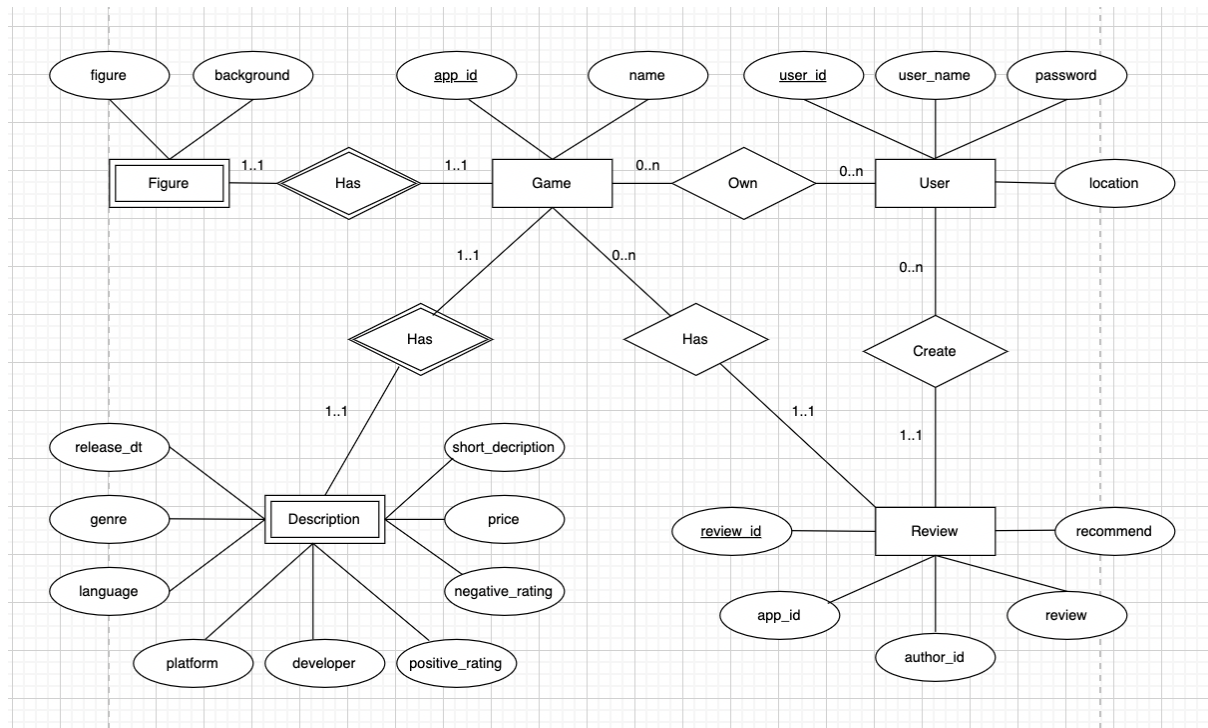 figure
background
app_id
name
user_id
user_name
password
1..1
1..1
0..n
0..n
Figure
Has
Game
Own
User
location
1..1
0..n
0..n
Has
Has
Create
1..1
1..1
1..1
release_dt
short_decription
genre
Description
price
review_id
Review
recommend
language
negative_rating
app_id
review
platform
developer
positive_rating
author_id